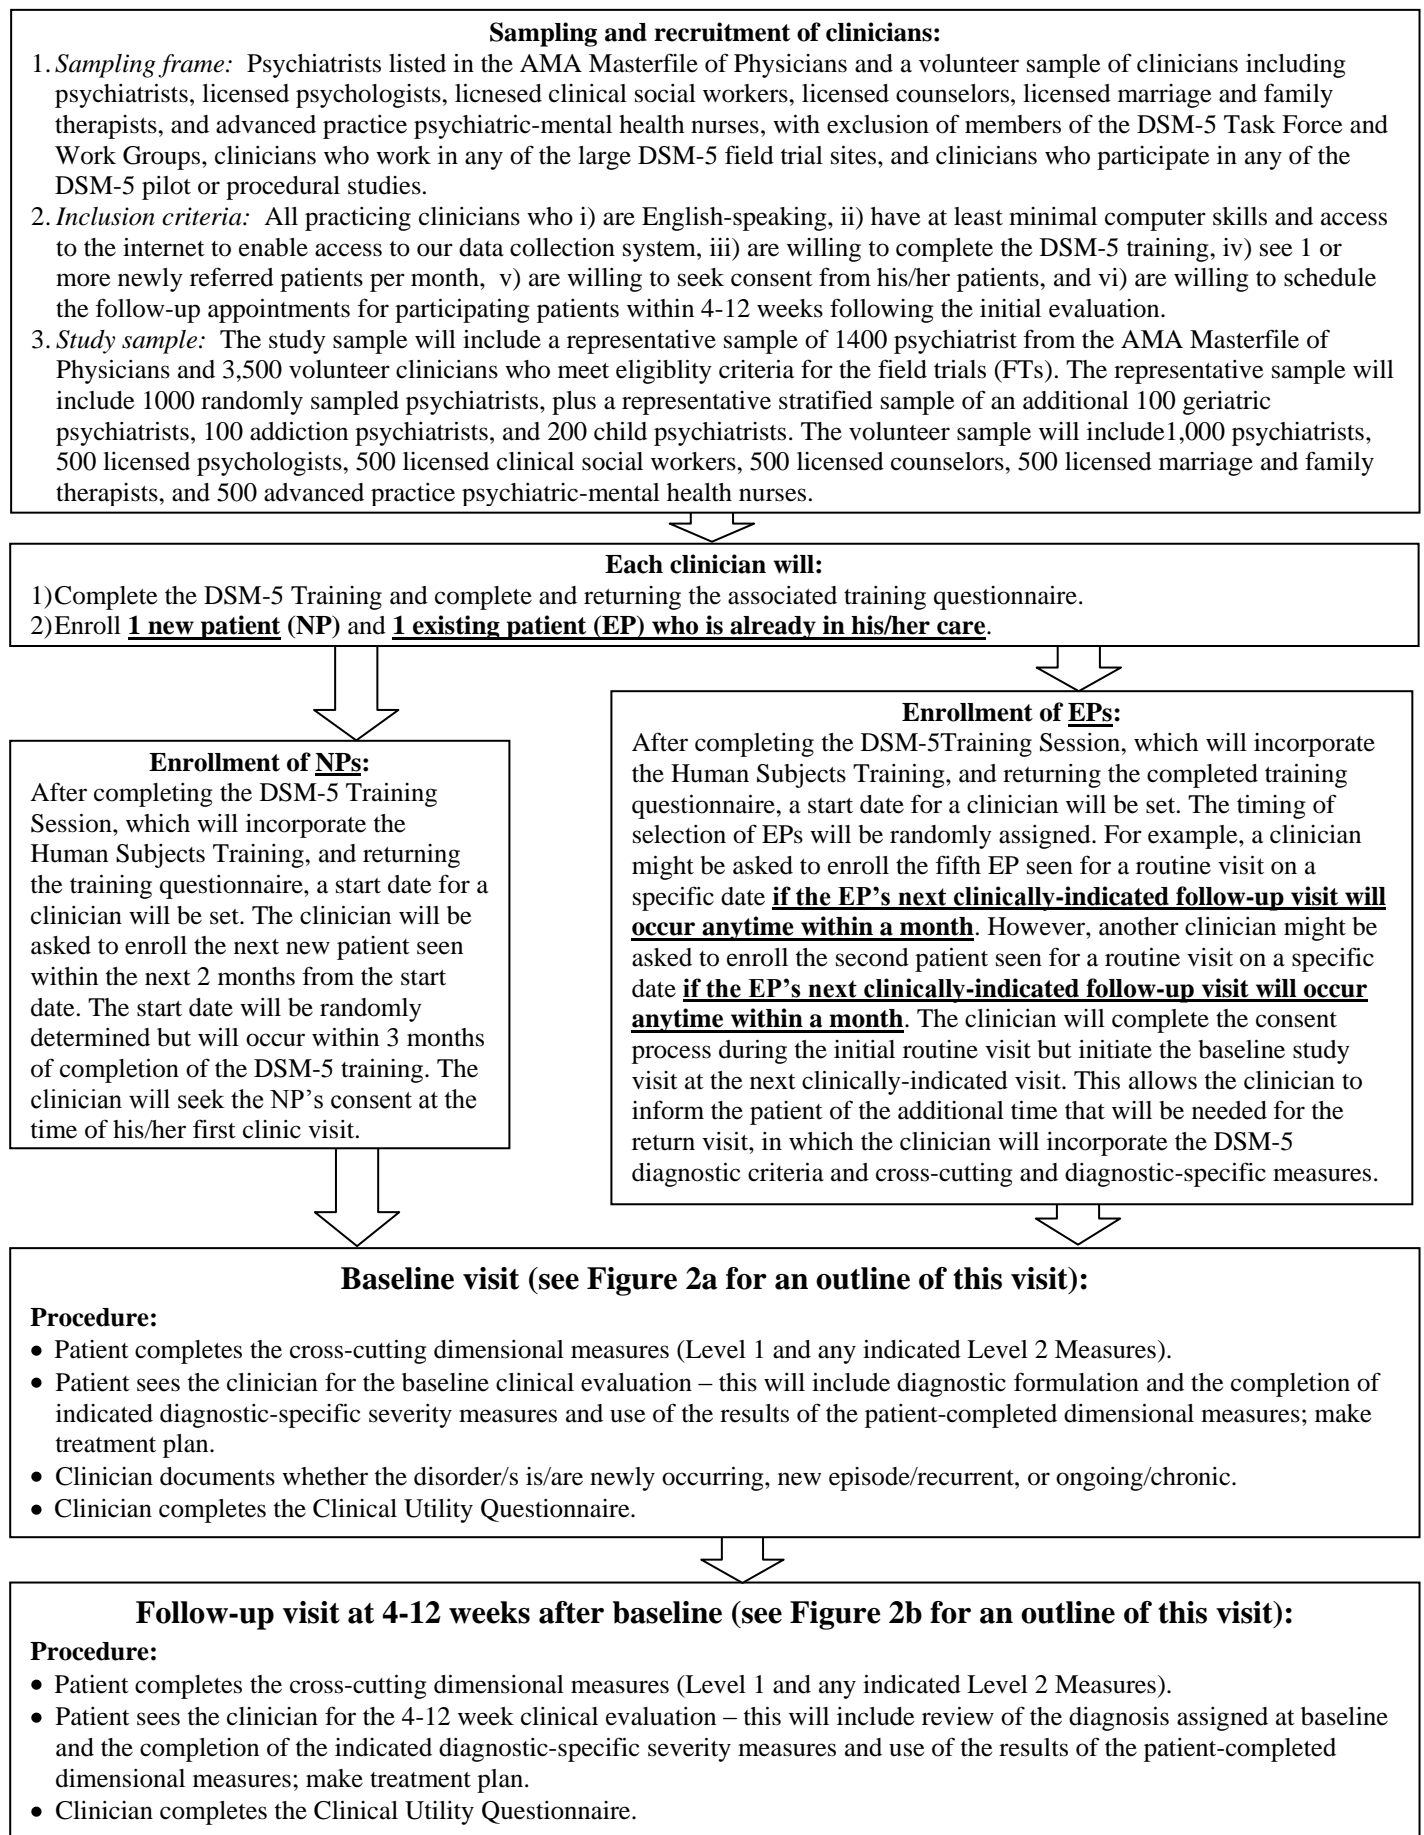 Sampling and recruitment of clinicians:
1. Sampling frame: Psychiatrists listed in the AMA Masterfile of Physicians and a volunteer sample of clinicians including
psychiatrists, licensed psychologists, licnesed clinical social workers, licensed counselors, licensed marriage and family
therapists, and advanced practice psychiatric-mental health nurses, with exclusion of members of the DSM-5 Task Force and
Work Groups, clinicians who work in any of the large DSM-5 field trial sites, and clinicians who participate in any of the
DSM-5 pilot or procedural studies.
2. Inclusion criteria: All practicing clinicians who i) are English-speaking, ii) have at least minimal computer skills and access
to the internet to enable access to our data collection system, iii) are willing to complete the DSM-5 training, iv) see 1 or
more newly referred patients per month, v) are willing to seek consent from his/her patients, and vi) are willing to schedule
the follow-up appointments for participating patients within 4-12 weeks following the initial evaluation.
3. Study sample: The study sample will include a representative sample of 1400 psychiatrist from the AMA Masterfile of
Physicians and 3,500 volunteer clinicians who meet eligiblity criteria for the field trials (FTs). The representative sample will
include 1000 randomly sampled psychiatrists, plus a representative stratified sample of an additional 100 geriatric
psychiatrists, 100 addiction psychiatrists, and 200 child psychiatrists. The volunteer sample will include1,000 psychiatrists,
500 licensed psychologists, 500 licensed clinical social workers, 500 licensed counselors, 500 licensed marriage and family
therapists, and 500 advanced practice psychiatric-mental health nurses.
Each clinician will:
1)Complete the DSM-5 Training and complete and returning the associated training questionnaire.
2)Enroll 1 new patient (NP) and 1 existing patient (EP) who is already in his/her care.
Enrollment of NPs:
After completing the DSM-5 Training
Session, which will incorporate the
Human Subjects Training, and returning
the training questionnaire, a start date for a
clinician will be set. The clinician will be
asked to enroll the next new patient seen
within the next 2 months from the start
date. The start date will be randomly
determined but will occur within 3 months
of completion of the DSM-5 training. The
clinician will seek the NP's consent at the
time of his/her first clinic visit.
Enrollment of EPs:
After completing the DSM-5Training Session, which will incorporate
the Human Subjects Training, and returning the completed training
questionnaire, a start date for a clinician will be set. The timing of
selection of EPs will be randomly assigned. For example, a clinician
might be asked to enroll the fifth EP seen for a routine visit on a
specific date if the EP's next clinically-indicated follow-up visit will
occur anytime within a month. However, another clinician might be
asked to enroll the second patient seen for a routine visit on a specific
date if the EP's next clinically-indicated follow-up visit will occur
anytime within a month. The clinician will complete the consent
process during the initial routine visit but initiate the baseline study
visit at the next clinically-indicated visit. This allows the clinician to
inform the patient of the additional time that will be needed for the
return visit, in which the clinician will incorporate the DSM-5
diagnostic criteria and cross-cutting and diagnostic-specific measures.
Baseline visit (see Figure 2a for an outline of this visit):
Procedure:
• Patient completes the cross-cutting dimensional measures (Level 1 and any indicated Level 2 Measures).
• Patient sees the clinician for the baseline clinical evaluation – this will include diagnostic formulation and the completion of
indicated diagnostic-specific severity measures and use of the results of the patient-completed dimensional measures; make
treatment plan.
• Clinician documents whether the disorder/s is/are newly occurring, new episode/recurrent, or ongoing/chronic.
• Clinician completes the Clinical Utility Questionnaire.
Follow-up visit at 4-12 weeks after baseline (see Figure 2b for an outline of this visit):
Procedure:
• Patient completes the cross-cutting dimensional measures (Level 1 and any indicated Level 2 Measures).
• Patient sees the clinician for the 4-12 week clinical evaluation – this will include review of the diagnosis assigned at baseline
and the completion of the indicated diagnostic-specific severity measures and use of the results of the patient-completed
dimensional measures; make treatment plan.
• Clinician completes the Clinical Utility Questionnaire.